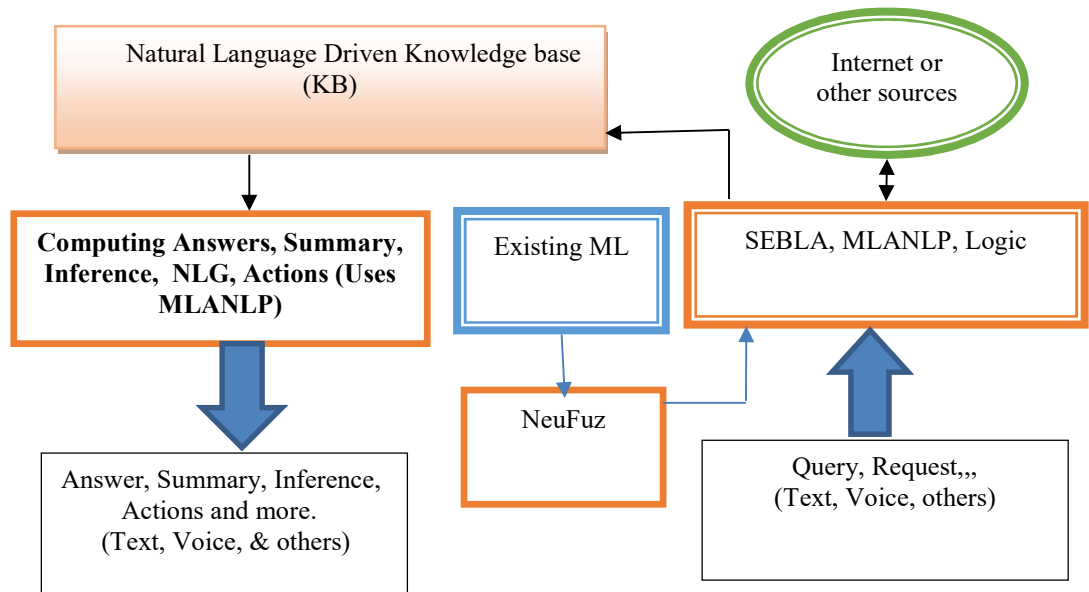 Natural Language Driven Knowledge base
(KB)
Internet or
other sources
Computing Answers, Summary,
Inference, NLG, Actions (Uses
MLANLP)
Existing ML
SEBLA, MLANLP, Logic
NeuFuz
Answer, Summary, Inference,
Actions and more.
(Text, Voice, & others)
Query, Request,,,
(Text, Voice, others)